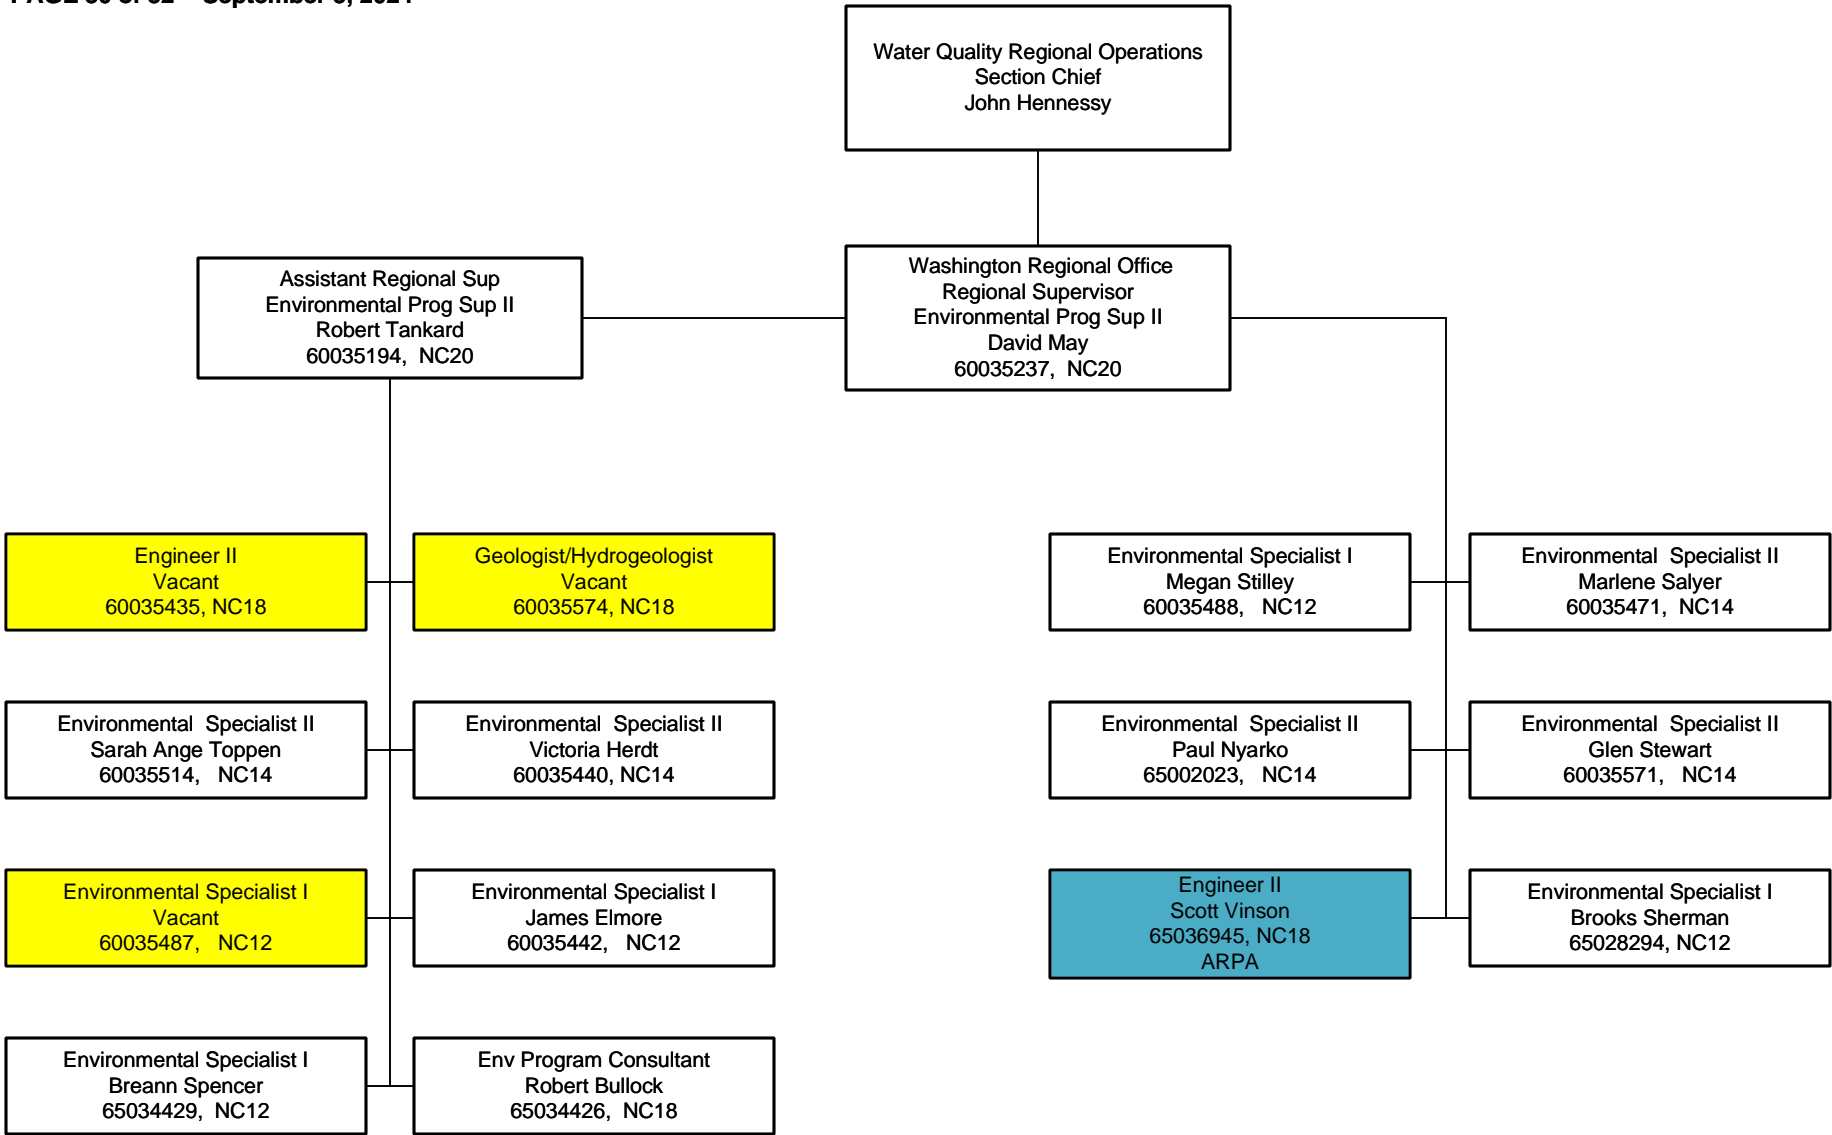 Water Quality Regional Operations
Section Chief
John Hennessy
Assistant Regional Sup
Environmental Prog Sup II
Robert Tankard
60035194, NC20
Washington Regional Office
Regional Supervisor
Environmental Prog Sup II
David May
60035237, NC20
Engineer II
Vacant
60035435, NC18
Geologist/Hydrogeologist
Vacant
60035574, NC18
Environmental Specialist I
Megan Stilley
60035488, NC12
Environmental Specialist II
Marlene Salyer
60035471, NC14
Environmental Specialist II
Sarah Ange Toppen
60035514, NC14
Environmental Specialist II
Victoria Herdt
60035440, NC14
Environmental Specialist II
Paul Nyarko
65002023, NC14
Environmental Specialist II
Glen Stewart
60035571, NC14
Environmental Specialist I
Vacant
60035487, NC12
Environmental Specialist I
James Elmore
60035442, NC12
Engineer II
Scott Vinson
65036945, NC18
ARPA
Environmental Specialist I
Brooks Sherman
65028294, NC12
Environmental Specialist I
Breann Spencer
65034429, NC12
Env Program Consultant
Robert Bullock
65034426, NC18